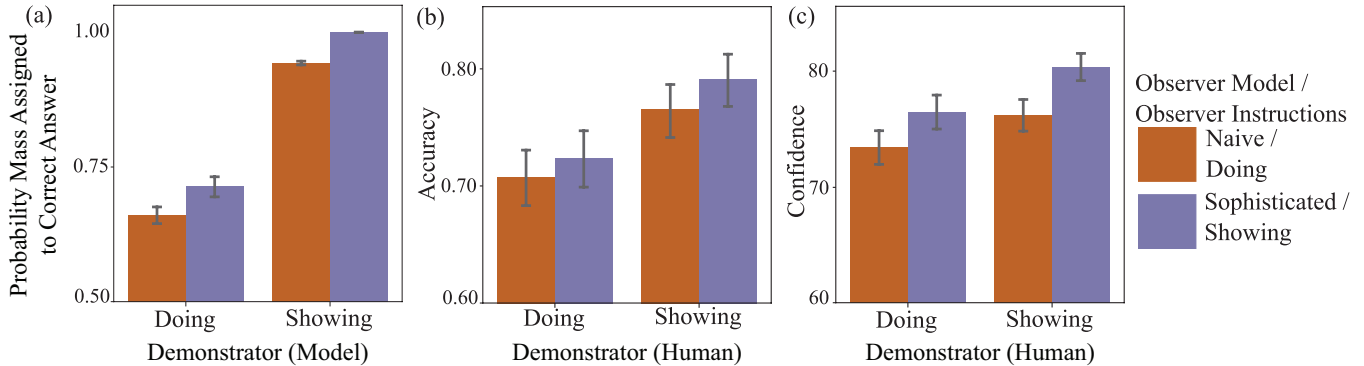 (a)
Probability Mass Assigned
to Correct Answer
1.00
0.75
0.50
Doing
Showing
Demonstrator (Model)
(b)
Accuracy
0.80
0.70
0.60
Doing
Showing
Demonstrator (Human)
(c)
Confidence
80
70
60
Doing
Showing
Demonstrator (Human)
Observer Model /
Observer Instructions
Naive /
Doing
Sophisticated /
Showing